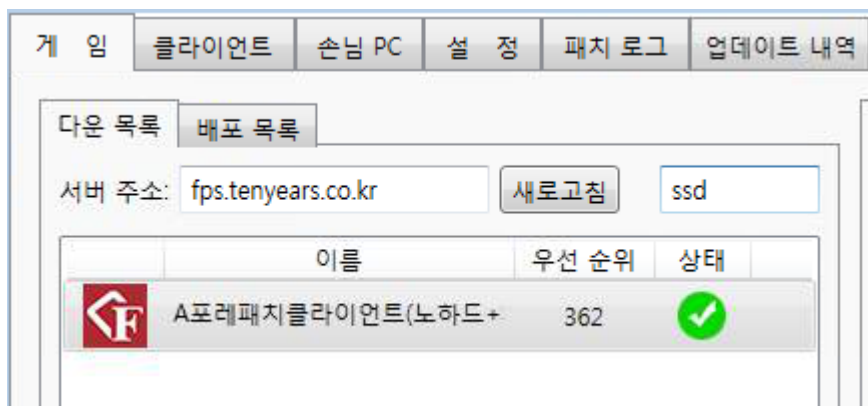 게 임 클라이언트 손님 PC 설 정 패치 로그 업데이트 내역
다운 목록 배포 목록
서버 주소: fps.tenyears.co.kr 새로고침 ssd
이름 우선 순위 상태
F A포레패치클라이언트(노하드+ 362